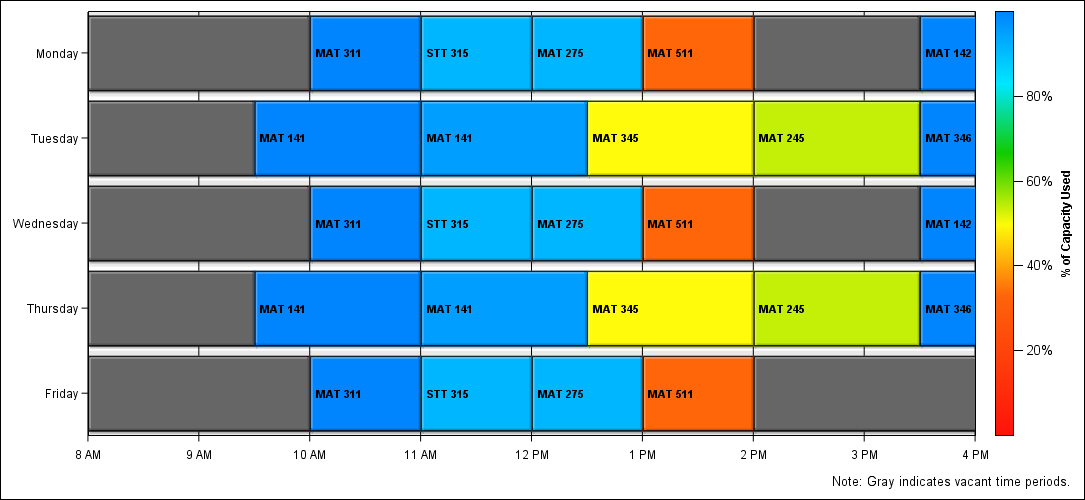 Monday
MAT 311
STT 315
MAT 275
MAT 511
MAT 142
Tuesday
MAT 141
MAT 141
MAT 345
MAT 245
MAT 346
Wednesday
MAT 311
STT 315
MAT 275
MAT 511
MAT 142
Thursday
MAT 141
MAT 141
MAT 345
MAT 245
MAT 346
Friday
MAT 311
STT 315
MAT 275
MAT 511
8 AM
9 AM
10 AM
11 AM
12 PM
1 PM
2 PM
3 PM
4 PM
80%
60%
40%
20%
% of Capacity Used
Note: Gray indicates vacant time periods.